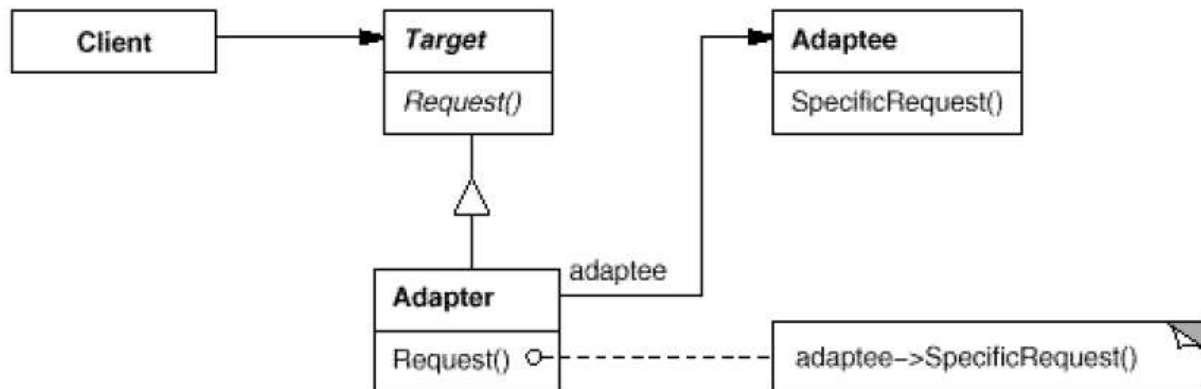 Client
Target
Request()
Adaptee
SpecificRequest()
adaptee
Adapter
Request()
adaptee->SpecificRequest()